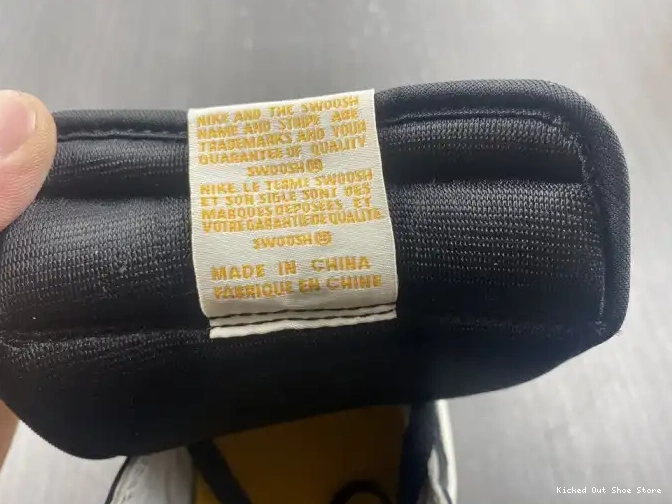 NIKE AND THE SWOOSH
NAME AND STRIPE ARE
TRADEMARKS AND YOUR
GUARANTEE OF QUALITY
SWOOSH®
NIKE. LE TERME SWOOSH
ET SON SIGLE SONT DES
MARQUES DEPOSEES ET
VOTRE GARANTIE DE QUALITE
SWOOSH®
MADE IN CHINA
FABRIQUE EN CHINE
Kicked Out Shoe Store